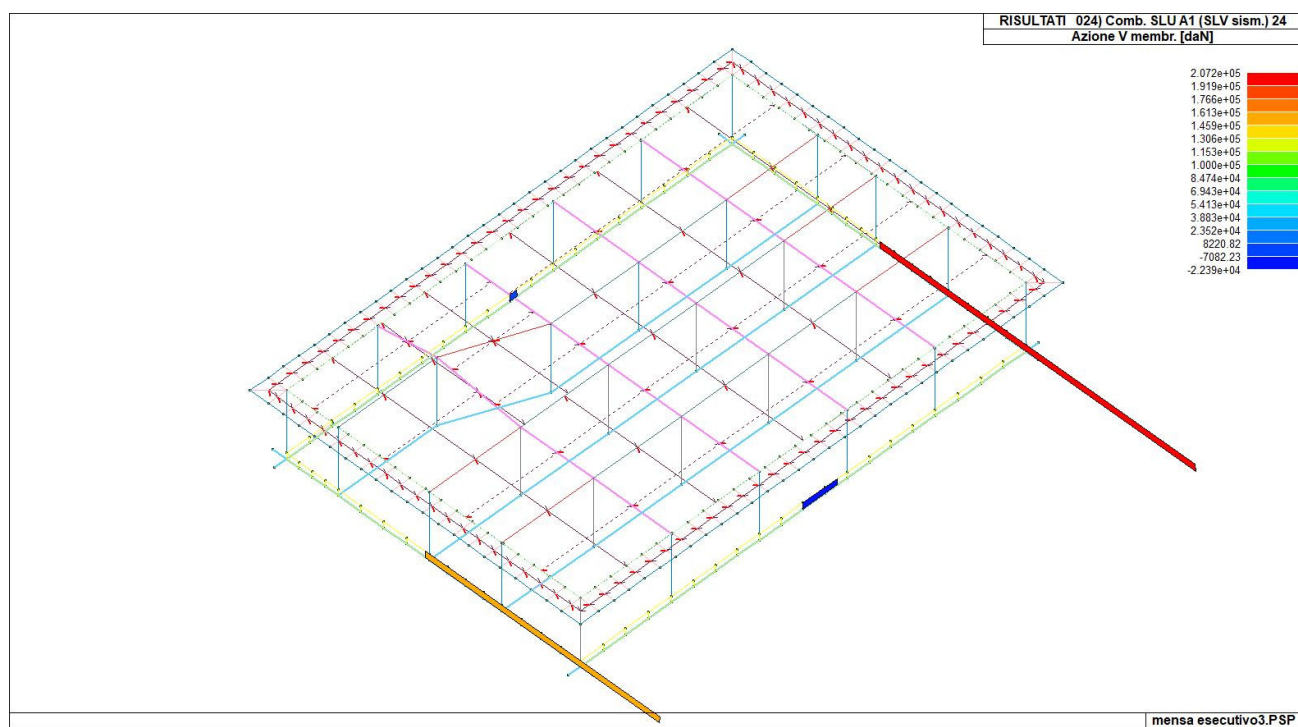 RISULTATI 024) Comb. SLU A1 (SLV sism.) 24
Azione V membr. [daN]
2.072e+05
1.919e+05
1.766e+05
1.613e+05
1.459e+05
1.306e+05
1.153e+05
1.000e+05
8.474e+04
6.943e+04
5.413e+04
3.883e+04
2.352e+04
8220.82
-7082.23
-2.239e+04
mensa esecutivo3.PSP